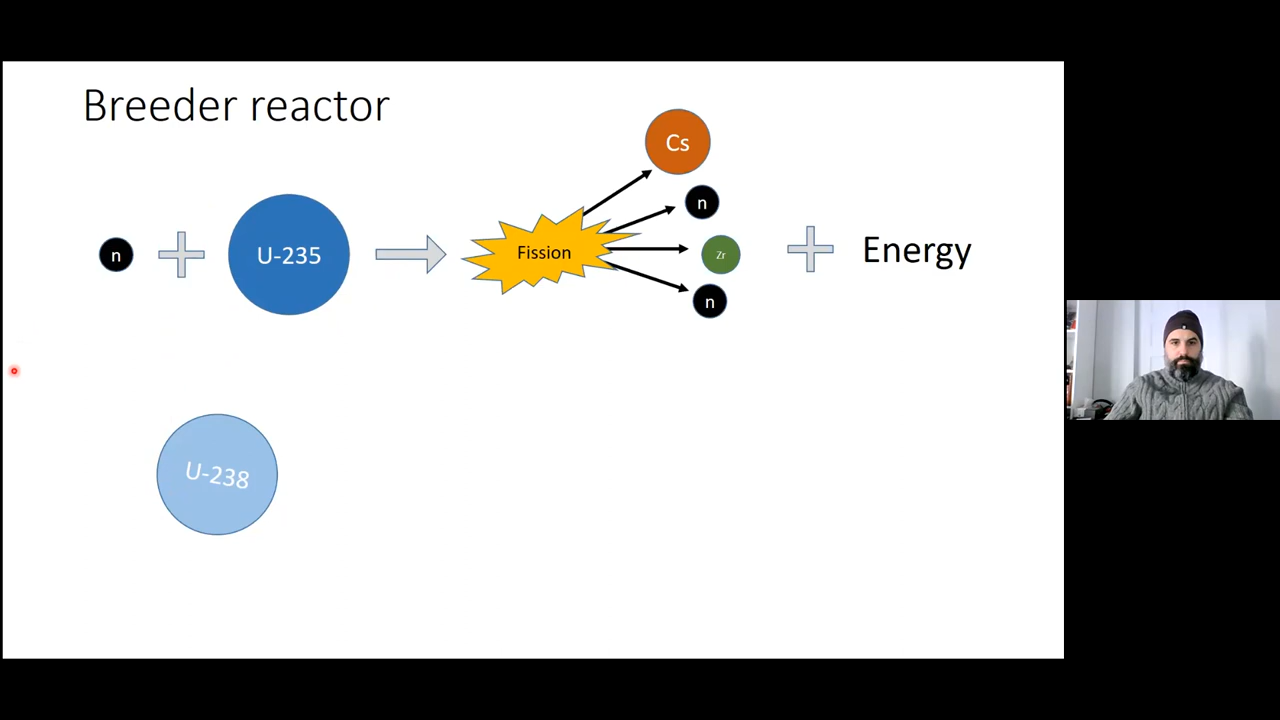 Breeder reactor
Cs
n
n
U-235
Fission
Zr
Energy
n
U-238